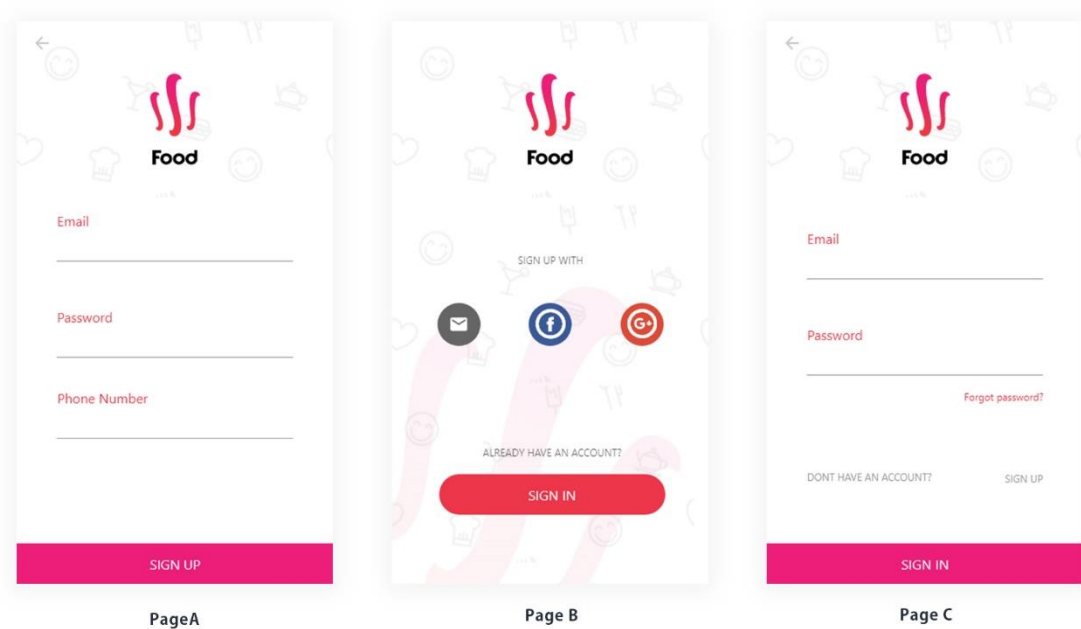 Food
Email
Password
Phone Number
SIGN UP
PageA
Food
SIGN UP WITH
f
G+
ALREADY HAVE AN ACCOUNT?
SIGN IN
Page B
Food
Email
Password
Forgot password?
DONT HAVE AN ACCOUNT? SIGN UP
SIGN IN
Page C